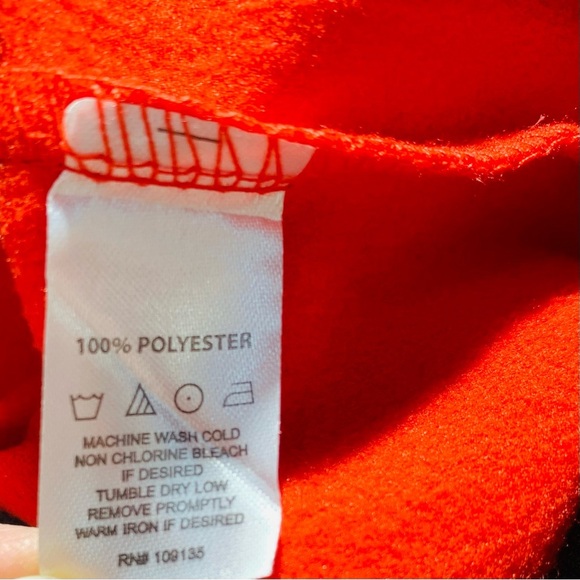 100% POLYESTER
MACHINE WASH COLD
NON CHLORINE BLEACH
IF DESIRED
TUMBLE DRY LOW
REMOVE PROMPTLY
WARM IRON IF DESIRED
RN# 109135